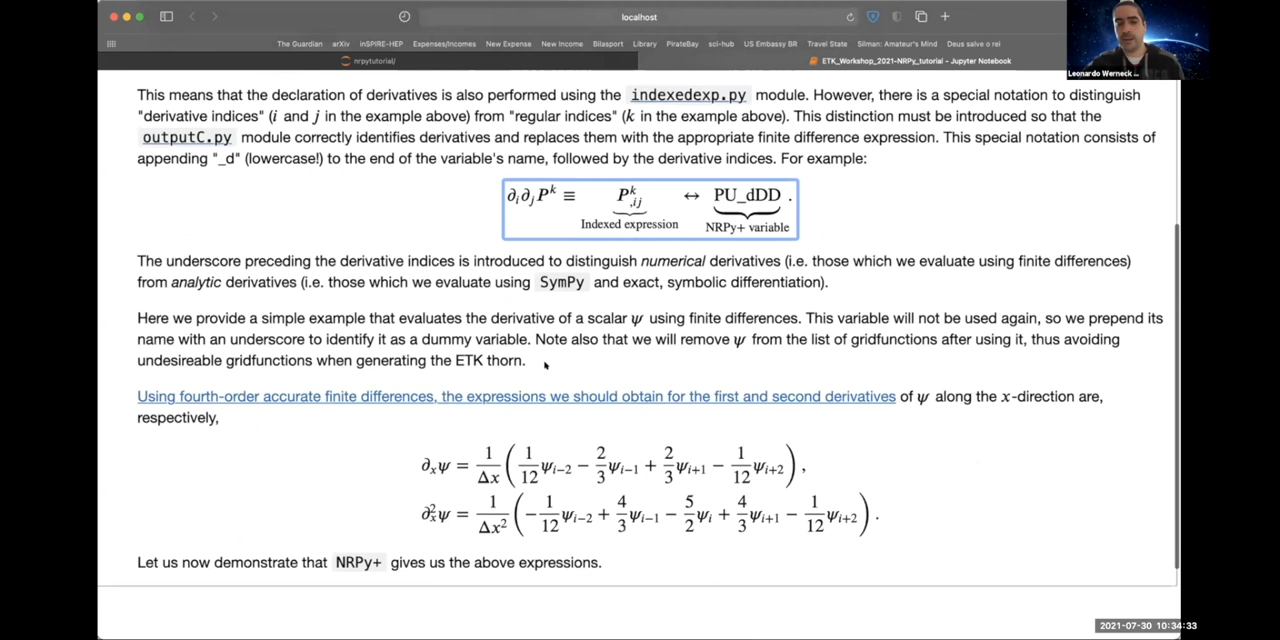 localhost
The Guardian arXiv inSPIRE-HEP Expenses/Incomes New Expense New Income Bilasport Library PirateBay sci-hub US Embassy BR Travel State Silman: Amateur's Mind Deus salve o rei
nrpytutorial/ ETK_Workshop_2021-NRPy_tutorial - Jupyter Notebook
Leonardo Werneck ...
This means that the declaration of derivatives is also performed using the indexedexp.py module. However, there is a special notation to distinguish
"derivative indices" (i and j in the example above) from "regular indices" (k in the example above). This distinction must be introduced so that the
outputC.py module correctly identifies derivatives and replaces them with the appropriate finite difference expression. This special notation consists of
appending "_d" (lowercase!) to the end of the variable's name, followed by the derivative indices. For example:
∂ᵢ∂ⱼPᵏ ≡ P^k_{,ij} ↔ PU_dDD .
Indexed expression NRPy+ variable
The underscore preceding the derivative indices is introduced to distinguish numerical derivatives (i.e. those which we evaluate using finite differences)
from analytic derivatives (i.e. those which we evaluate using SymPy and exact, symbolic differentiation).
Here we provide a simple example that evaluates the derivative of a scalar ψ using finite differences. This variable will not be used again, so we prepend its
name with an underscore to identify it as a dummy variable. Note also that we will remove ψ from the list of gridfunctions after using it, thus avoiding
undesireable gridfunctions when generating the ETK thorn.
Using fourth-order accurate finite differences, the expressions we should obtain for the first and second derivatives of ψ along the x-direction are,
respectively,
∂ₓψ = 1/Δx (1/12 ψ_{i−2} − 2/3 ψ_{i−1} + 2/3 ψ_{i+1} − 1/12 ψ_{i+2}) ,
∂²ₓψ = 1/Δx² (−1/12 ψ_{i−2} + 4/3 ψ_{i−1} − 5/2 ψ_i + 4/3 ψ_{i+1} − 1/12 ψ_{i+2}) .
Let us now demonstrate that NRPy+ gives us the above expressions.
2021-07-30 10:34:33